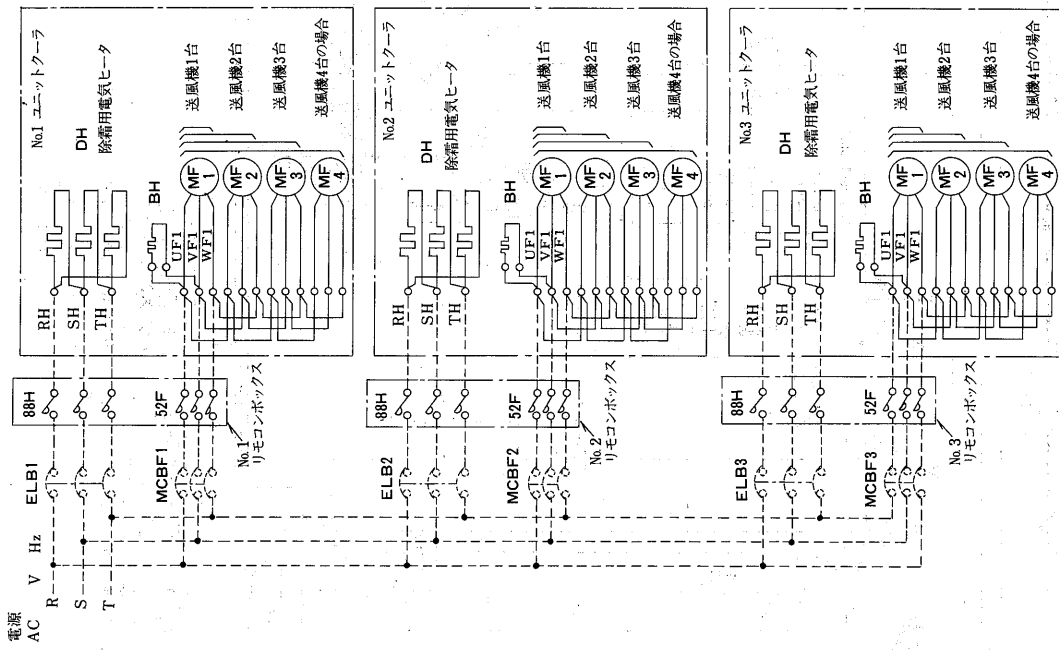 電源
AC V Hz
R
S
T
ELB1
MCBF1
88H
52F
No.1
リモコンボックス
RH
SH
TH
No.1 ユニットクーラ
DH
除霜用電気ヒータ
BH
UF1
VF1
WF1
MF
1
MF
2
MF
3
MF
4
送風機1台
送風機2台
送風機3台
送風機4台の場合
ELB2
MCBF2
88H
52F
No.2
リモコンボックス
RH
SH
TH
No.2 ユニットクーラ
DH
除霜用電気ヒータ
BH
UF1
VF1
WF1
MF
1
MF
2
MF
3
MF
4
送風機1台
送風機2台
送風機3台
送風機4台の場合
ELB3
MCBF3
88H
52F
No.3
リモコンボックス
RH
SH
TH
No.3 ユニットクーラ
DH
除霜用電気ヒータ
BH
UF1
VF1
WF1
MF
1
MF
2
MF
3
MF
4
送風機1台
送風機2台
送風機3台
送風機4台の場合